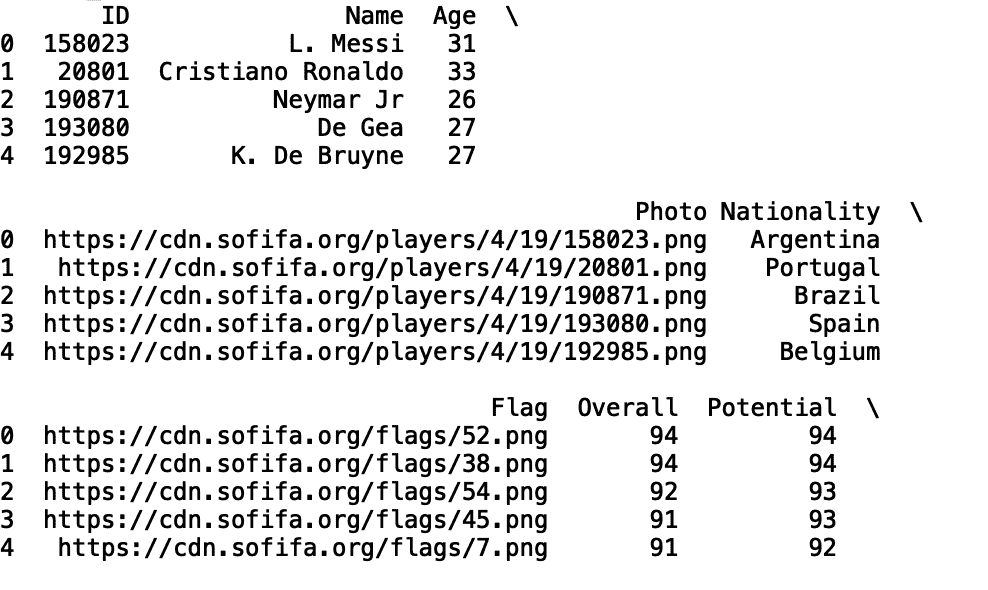 ID Name Age \
0 158023 L. Messi 31
1 20801 Cristiano Ronaldo 33
2 190871 Neymar Jr 26
3 193080 De Gea 27
4 192985 K. De Bruyne 27
Photo Nationality \
0 https://cdn.sofifa.org/players/4/19/158023.png Argentina
1 https://cdn.sofifa.org/players/4/19/20801.png Portugal
2 https://cdn.sofifa.org/players/4/19/190871.png Brazil
3 https://cdn.sofifa.org/players/4/19/193080.png Spain
4 https://cdn.sofifa.org/players/4/19/192985.png Belgium
Flag Overall Potential \
0 https://cdn.sofifa.org/flags/52.png 94 94
1 https://cdn.sofifa.org/flags/38.png 94 94
2 https://cdn.sofifa.org/flags/54.png 92 93
3 https://cdn.sofifa.org/flags/45.png 91 93
4 https://cdn.sofifa.org/flags/7.png 91 92